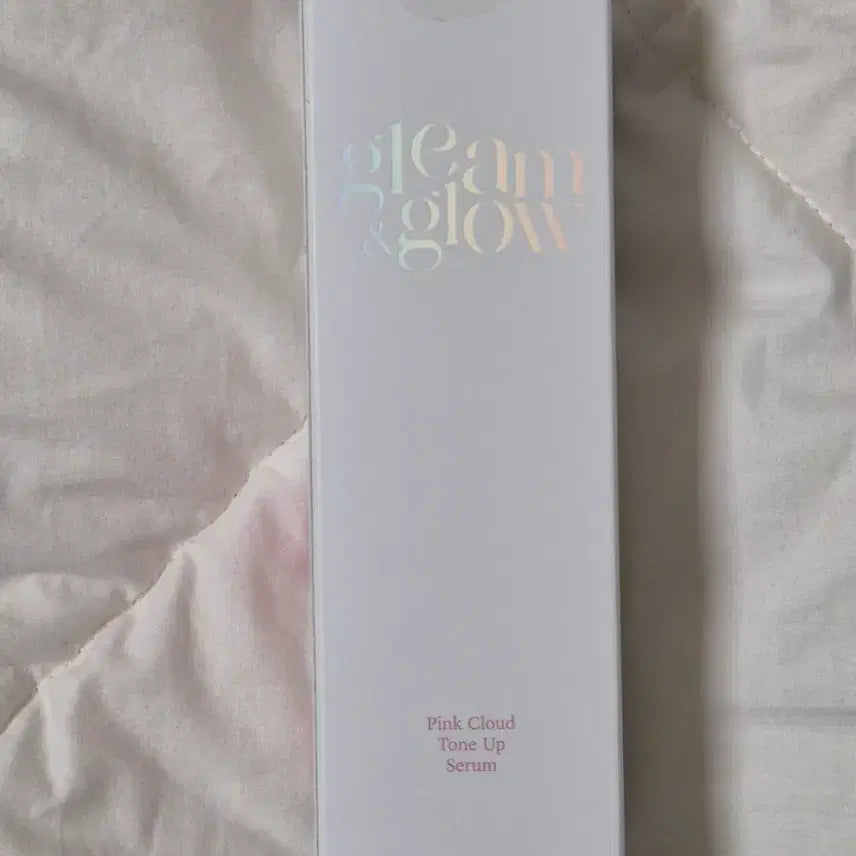 gleam
&glow
Pink Cloud
Tone Up
Serum